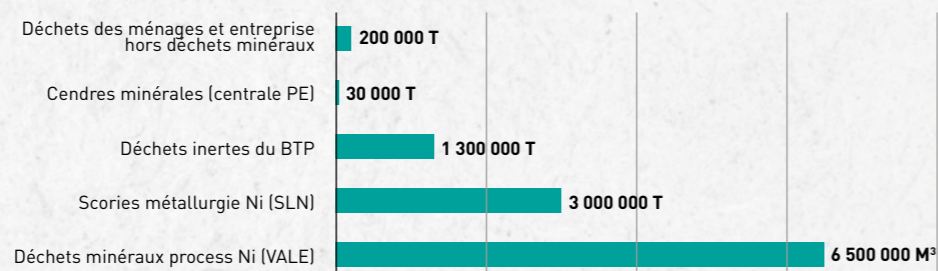 Déchets des ménages et entreprise
hors déchets minéraux
200 000 T
Cendres minérales (centrale PE)
30 000 T
Déchets inertes du BTP
1 300 000 T
Scories métallurgie Ni (SLN)
3 000 000 T
Déchets minéraux process Ni (VALE)
6 500 000 M³